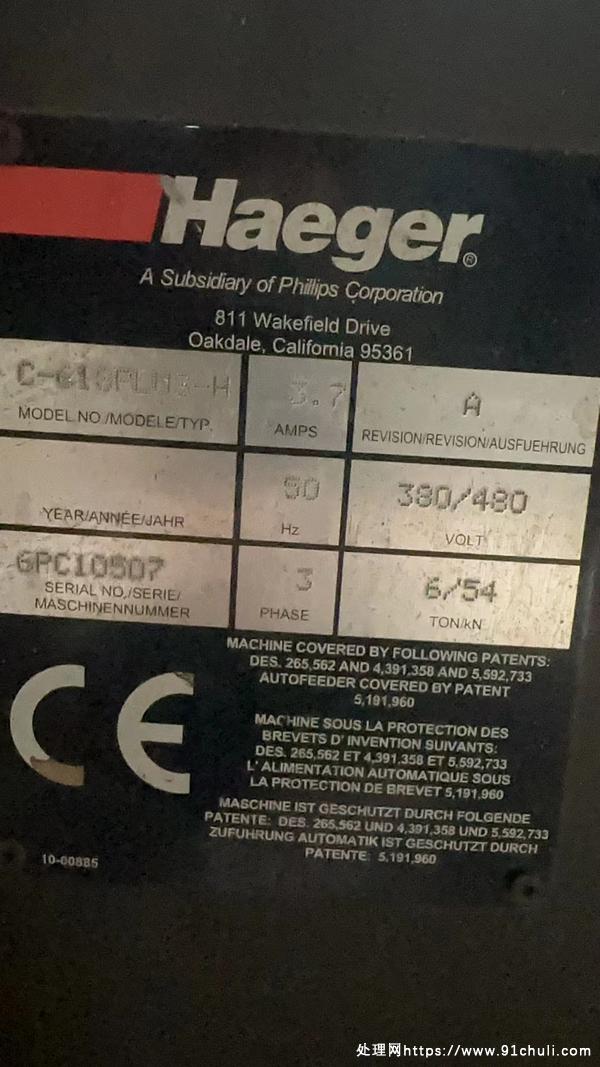 Haeger®
A Subsidiary of Phillips Corporation
811 Wakefield Drive
Oakdale, California 95361
3.7
A
MODEL NO./MODELE/TYP.
AMPS
REVISION/REVISION/AUSFUEHRUNG
50
380/480
YEAR/ANNÉE/JAHR
Hz
VOLT
6PC10507
3
6/54
SERIAL NO./SERIE/
MASCHINENNUMMER
PHASE
TON/kN
CE
MACHINE COVERED BY FOLLOWING PATENTS:
DES. 265,562 AND 4,391,358 AND 5,592,733
AUTOFEEDER COVERED BY PATENT
5,191,960
MACHINE SOUS LA PROTECTION DES
BREVETS D'INVENTION SUIVANTS:
DES. 265,562 ET 4,391,358 ET 5,592,733
L'ALIMENTATION AUTOMATIQUE SOUS
LA PROTECTION DE BREVET 5,191,960
MASCHINE IST GESCHUTZT DURCH FOLGENDE
PATENTE: DES. 265,562 UND 4,391,358 UND 5,592,733
ZUFUHRUNG AUTOMATIK IST GESCHUTZT DURCH
PATENTE: 5,191,960
10-00885
处理网https://www.91chuli.com